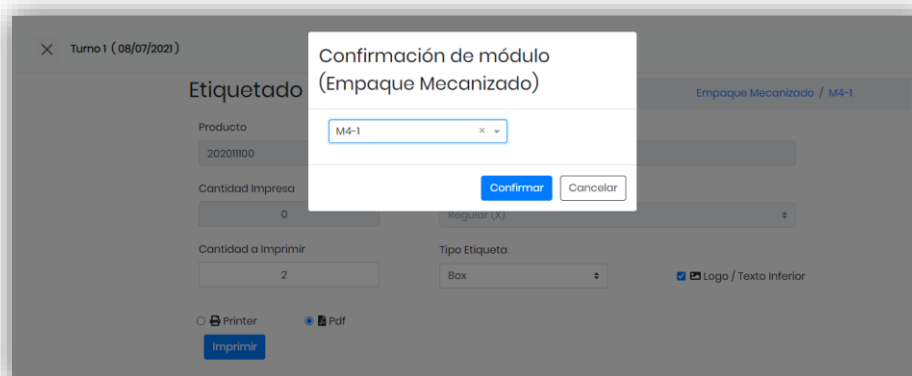 Turno 1 ( 08/07/2021 )
Confirmación de módulo
(Empaque Mecanizado)
Etiquetado
Empaque Mecanizado / M4-1
Producto
M4-1
202011100
Confirmar
Cancelar
Cantidad Impresa
0
Regular (X)
Cantidad a Imprimir
Tipo Etiqueta
2
Box
Logo / Texto Inferior
Printer
Pdf
Imprimir